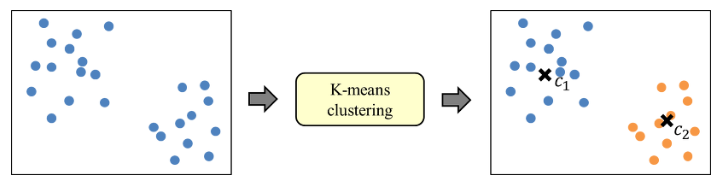 K-means
clustering
c₁
c₂